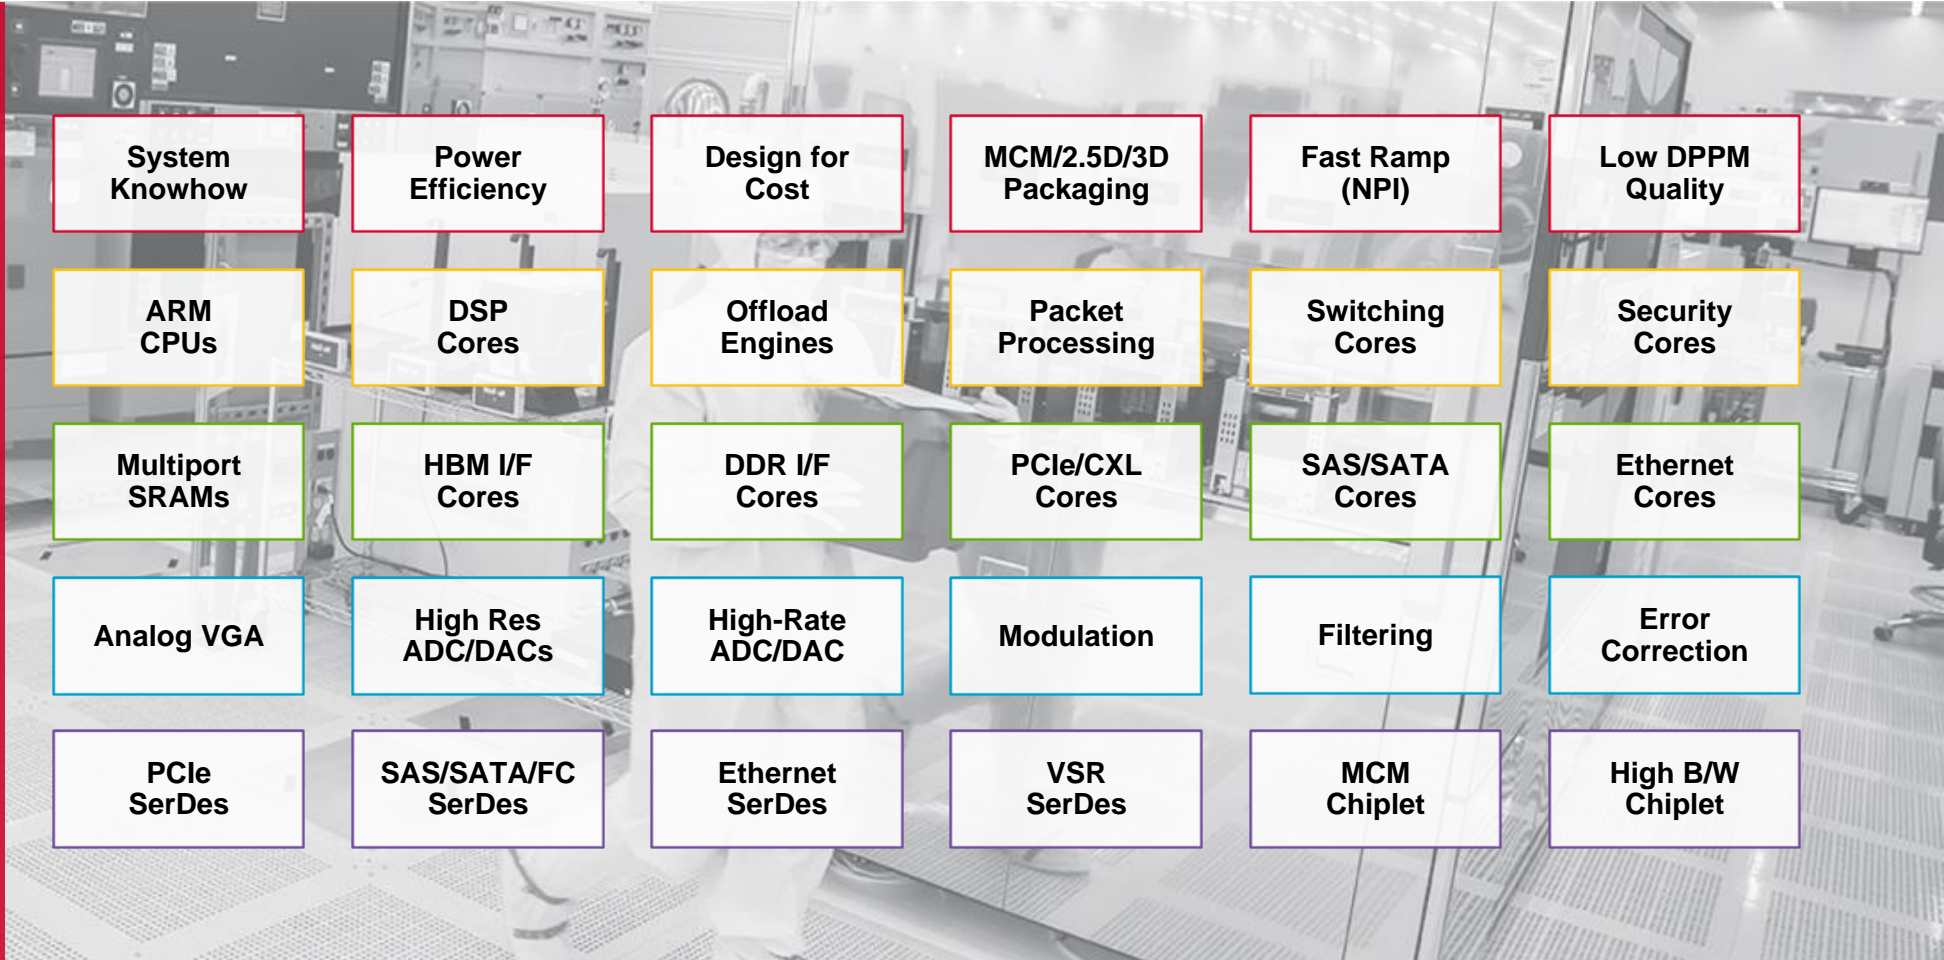 System
Knowhow
Power
Efficiency
Design for
Cost
MCM/2.5D/3D
Packaging
Fast Ramp
(NPI)
Low DPPM
Quality
ARM
CPUs
DSP
Cores
Offload
Engines
Packet
Processing
Switching
Cores
Security
Cores
Multiport
SRAMs
HBM I/F
Cores
DDR I/F
Cores
PCIe/CXL
Cores
SAS/SATA
Cores
Ethernet
Cores
Analog VGA
High Res
ADC/DACs
High-Rate
ADC/DAC
Modulation
Filtering
Error
Correction
PCIe
SerDes
SAS/SATA/FC
SerDes
Ethernet
SerDes
VSR
SerDes
MCM
Chiplet
High B/W
Chiplet